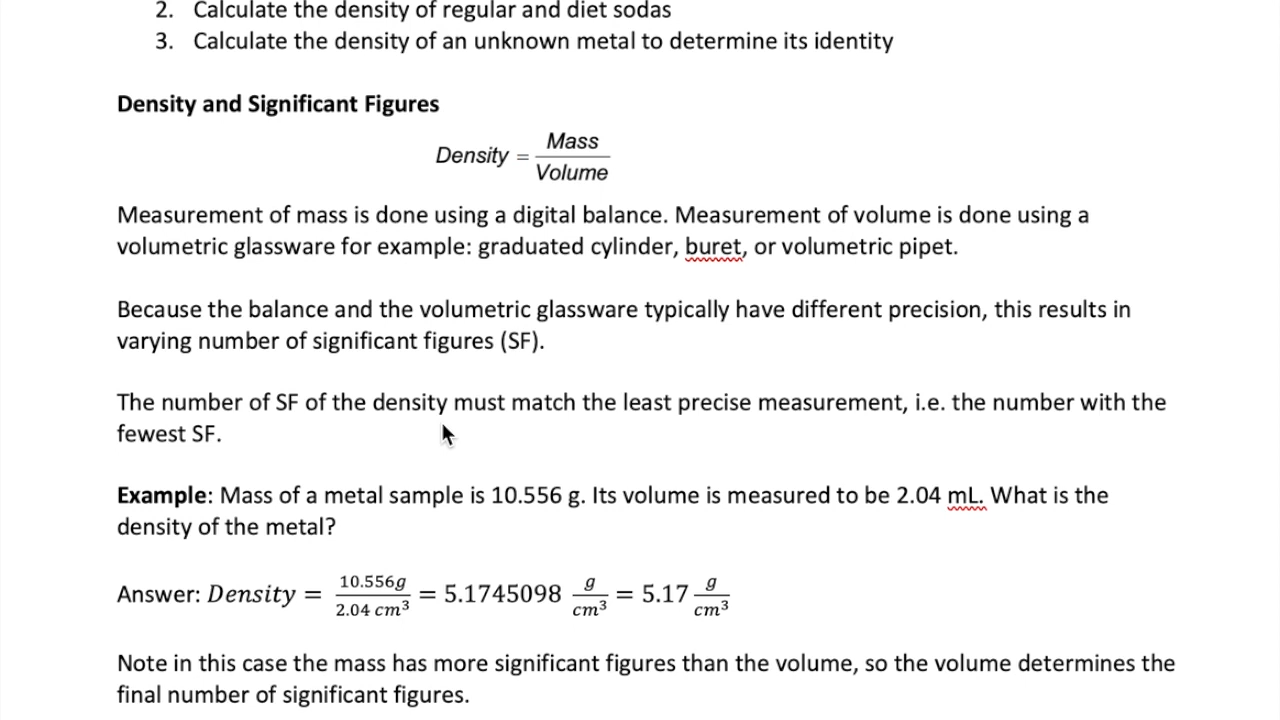 2. Calculate the density of regular and diet sodas
3. Calculate the density of an unknown metal to determine its identity
Density and Significant Figures
Density = Mass / Volume
Measurement of mass is done using a digital balance. Measurement of volume is done using a
volumetric glassware for example: graduated cylinder, buret, or volumetric pipet.
Because the balance and the volumetric glassware typically have different precision, this results in
varying number of significant figures (SF).
The number of SF of the density must match the least precise measurement, i.e. the number with the
fewest SF.
Example: Mass of a metal sample is 10.556 g. Its volume is measured to be 2.04 mL. What is the
density of the metal?
Answer: Density = 10.556g / 2.04 cm³ = 5.1745098 g / cm³ = 5.17 g / cm³
Note in this case the mass has more significant figures than the volume, so the volume determines the
final number of significant figures.